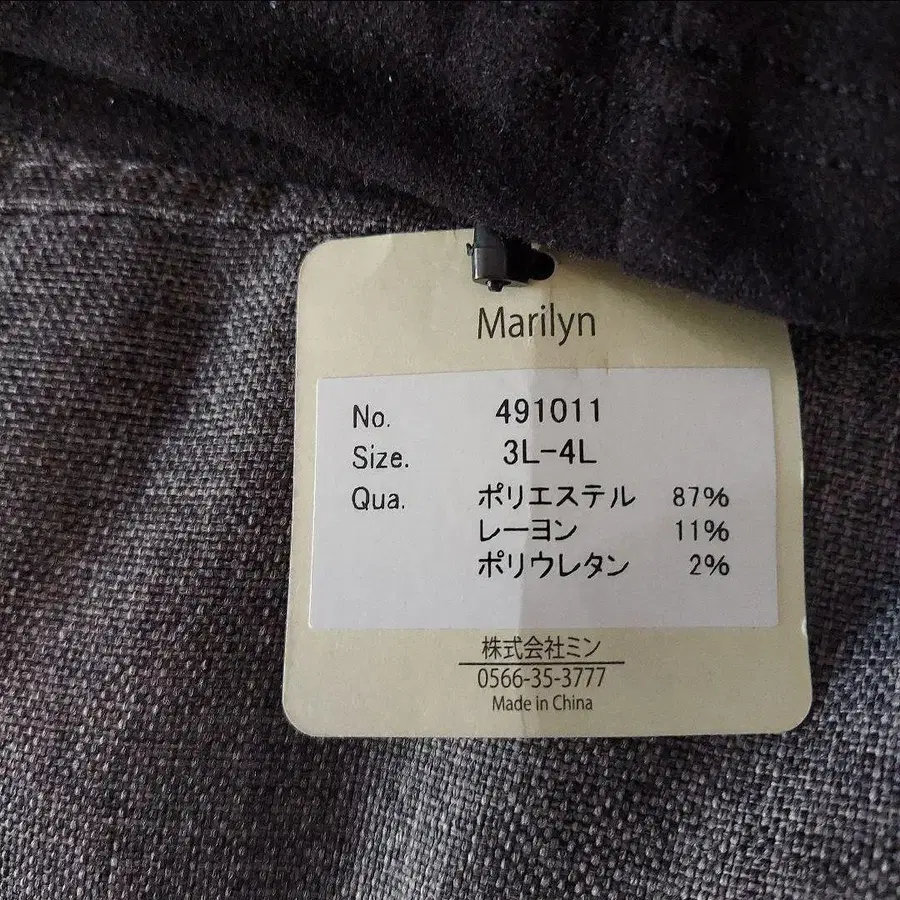 Marilyn
No. 491011
Size. 3L-4L
Qua. ポリエステル 87%
レーヨン 11%
ポリウレタン 2%
株式会社ミン
0566-35-3777
Made in China